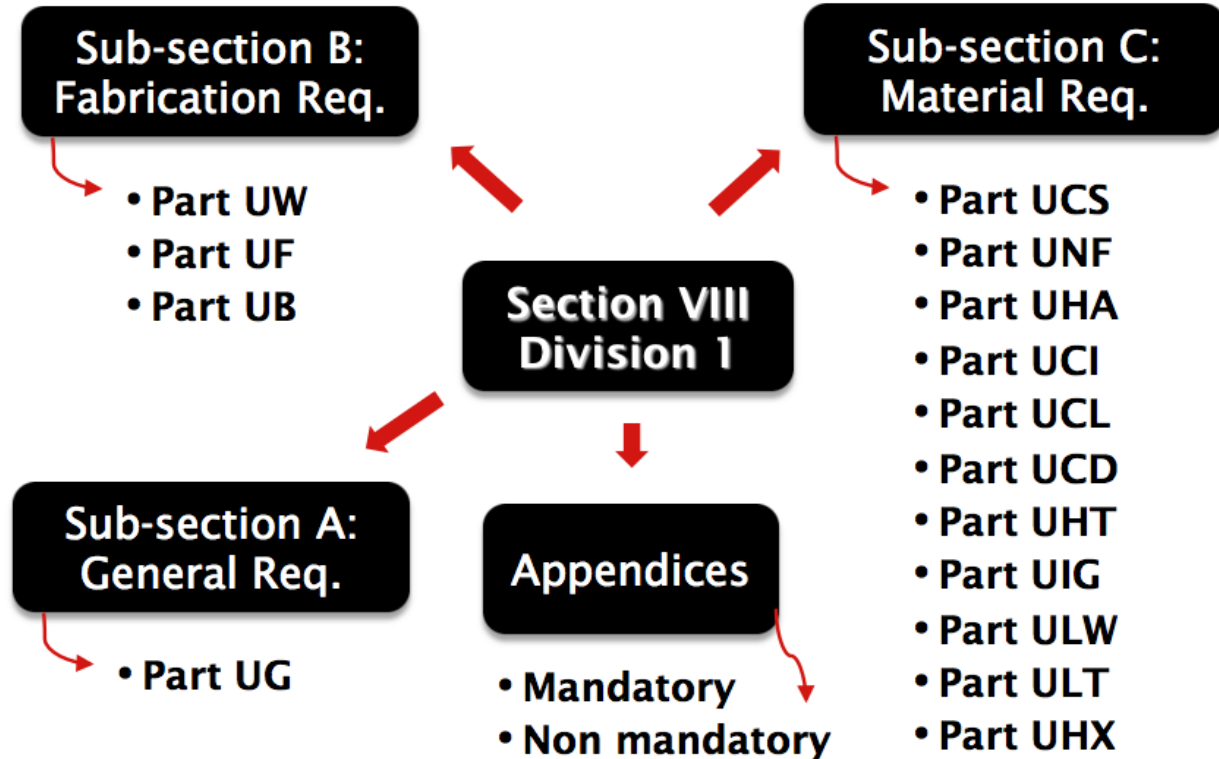 Sub-section B:
Fabrication Req.
• Part UW
• Part UF
• Part UB
Sub-section C:
Material Req.
• Part UCS
• Part UNF
• Part UHA
• Part UCI
• Part UCL
• Part UCD
• Part UHT
• Part UIG
• Part ULW
• Part ULT
• Part UHX
Section VIII
Division 1
Sub-section A:
General Req.
• Part UG
Appendices
• Mandatory
• Non mandatory